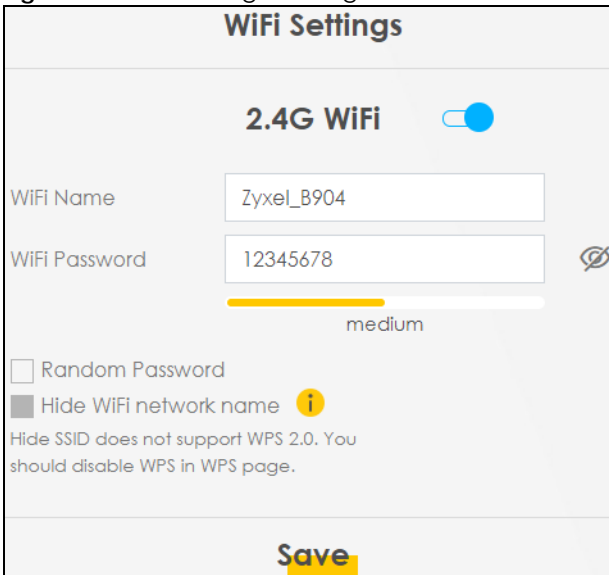 WiFi Settings
2.4G WiFi
WiFi Name
Zyxel_B904
WiFi Password
12345678
medium
Random Password
Hide WiFi network name i
Hide SSID does not support WPS 2.0. You
should disable WPS in WPS page.
Save